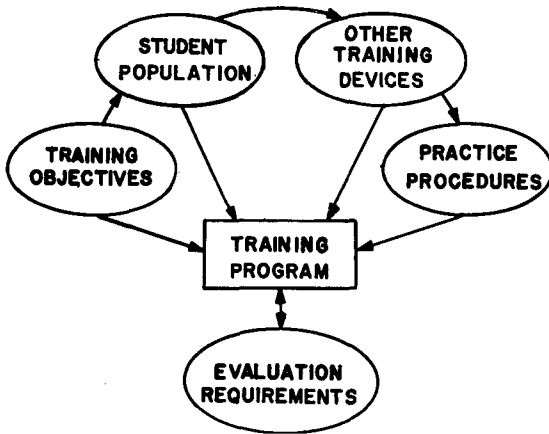 STUDENT
POPULATION
OTHER
TRAINING
DEVICES
TRAINING
OBJECTIVES
PRACTICE
PROCEDURES
TRAINING
PROGRAM
EVALUATION
REQUIREMENTS